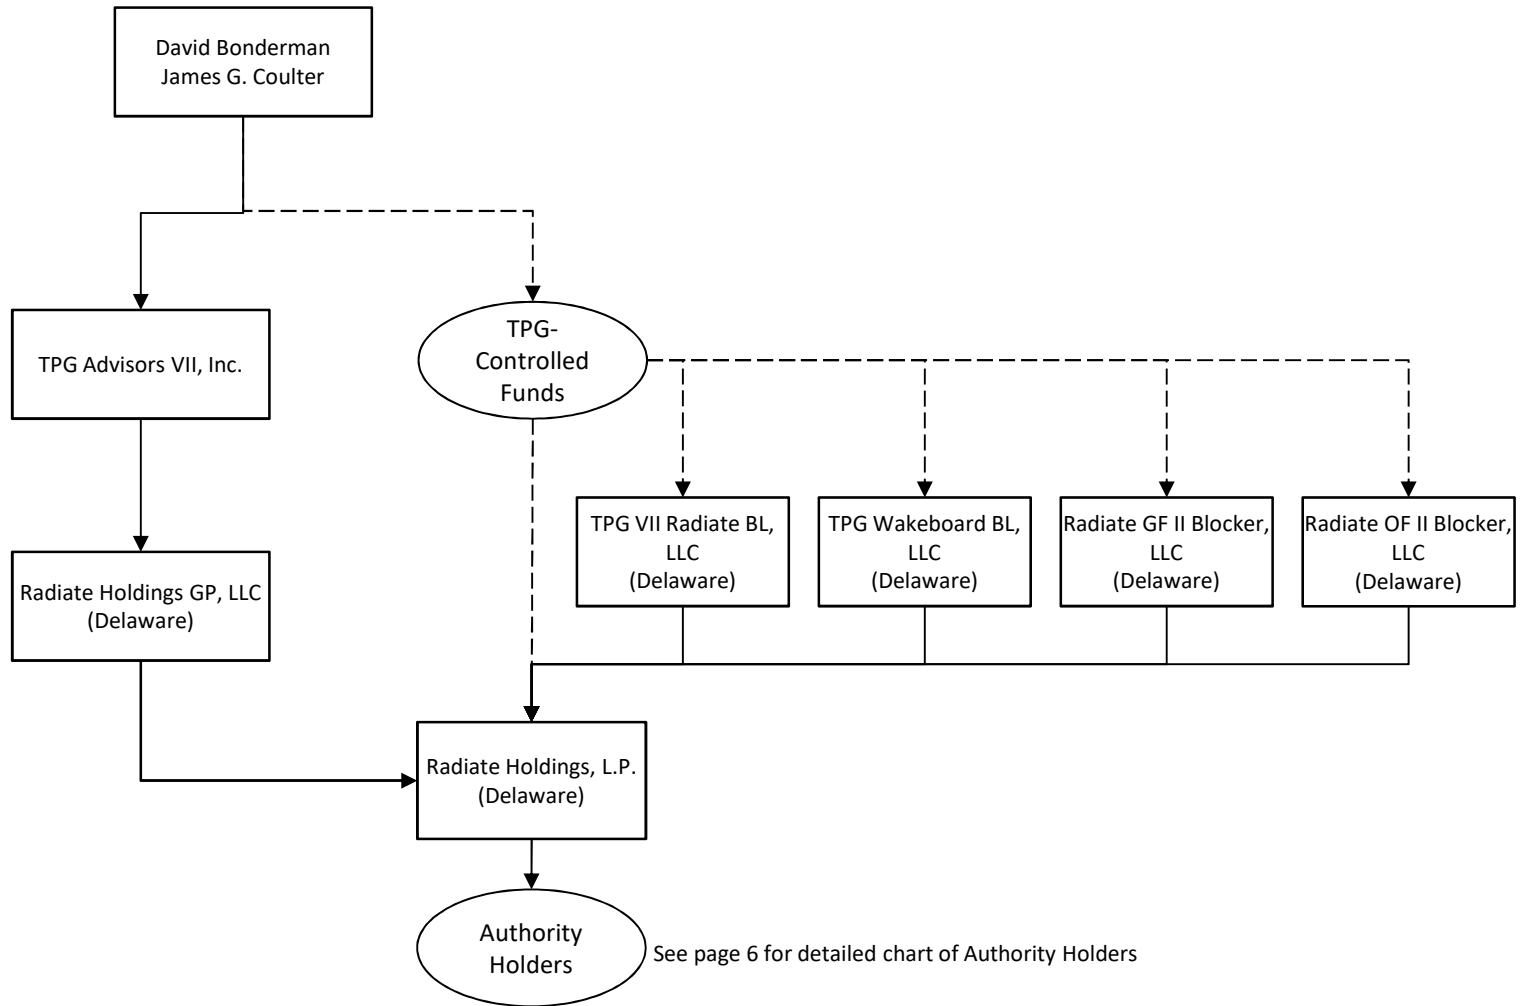 David Bonderman
James G. Coulter
TPG Advisors VII, Inc.
TPG-
Controlled
Funds
TPG VII Radiate BL,
LLC
(Delaware)
TPG Wakeboard BL,
LLC
(Delaware)
Radiate GF II Blocker,
LLC
(Delaware)
Radiate OF II Blocker,
LLC
(Delaware)
Radiate Holdings GP, LLC
(Delaware)
Radiate Holdings, L.P.
(Delaware)
Authority
Holders
See page 6 for detailed chart of Authority Holders